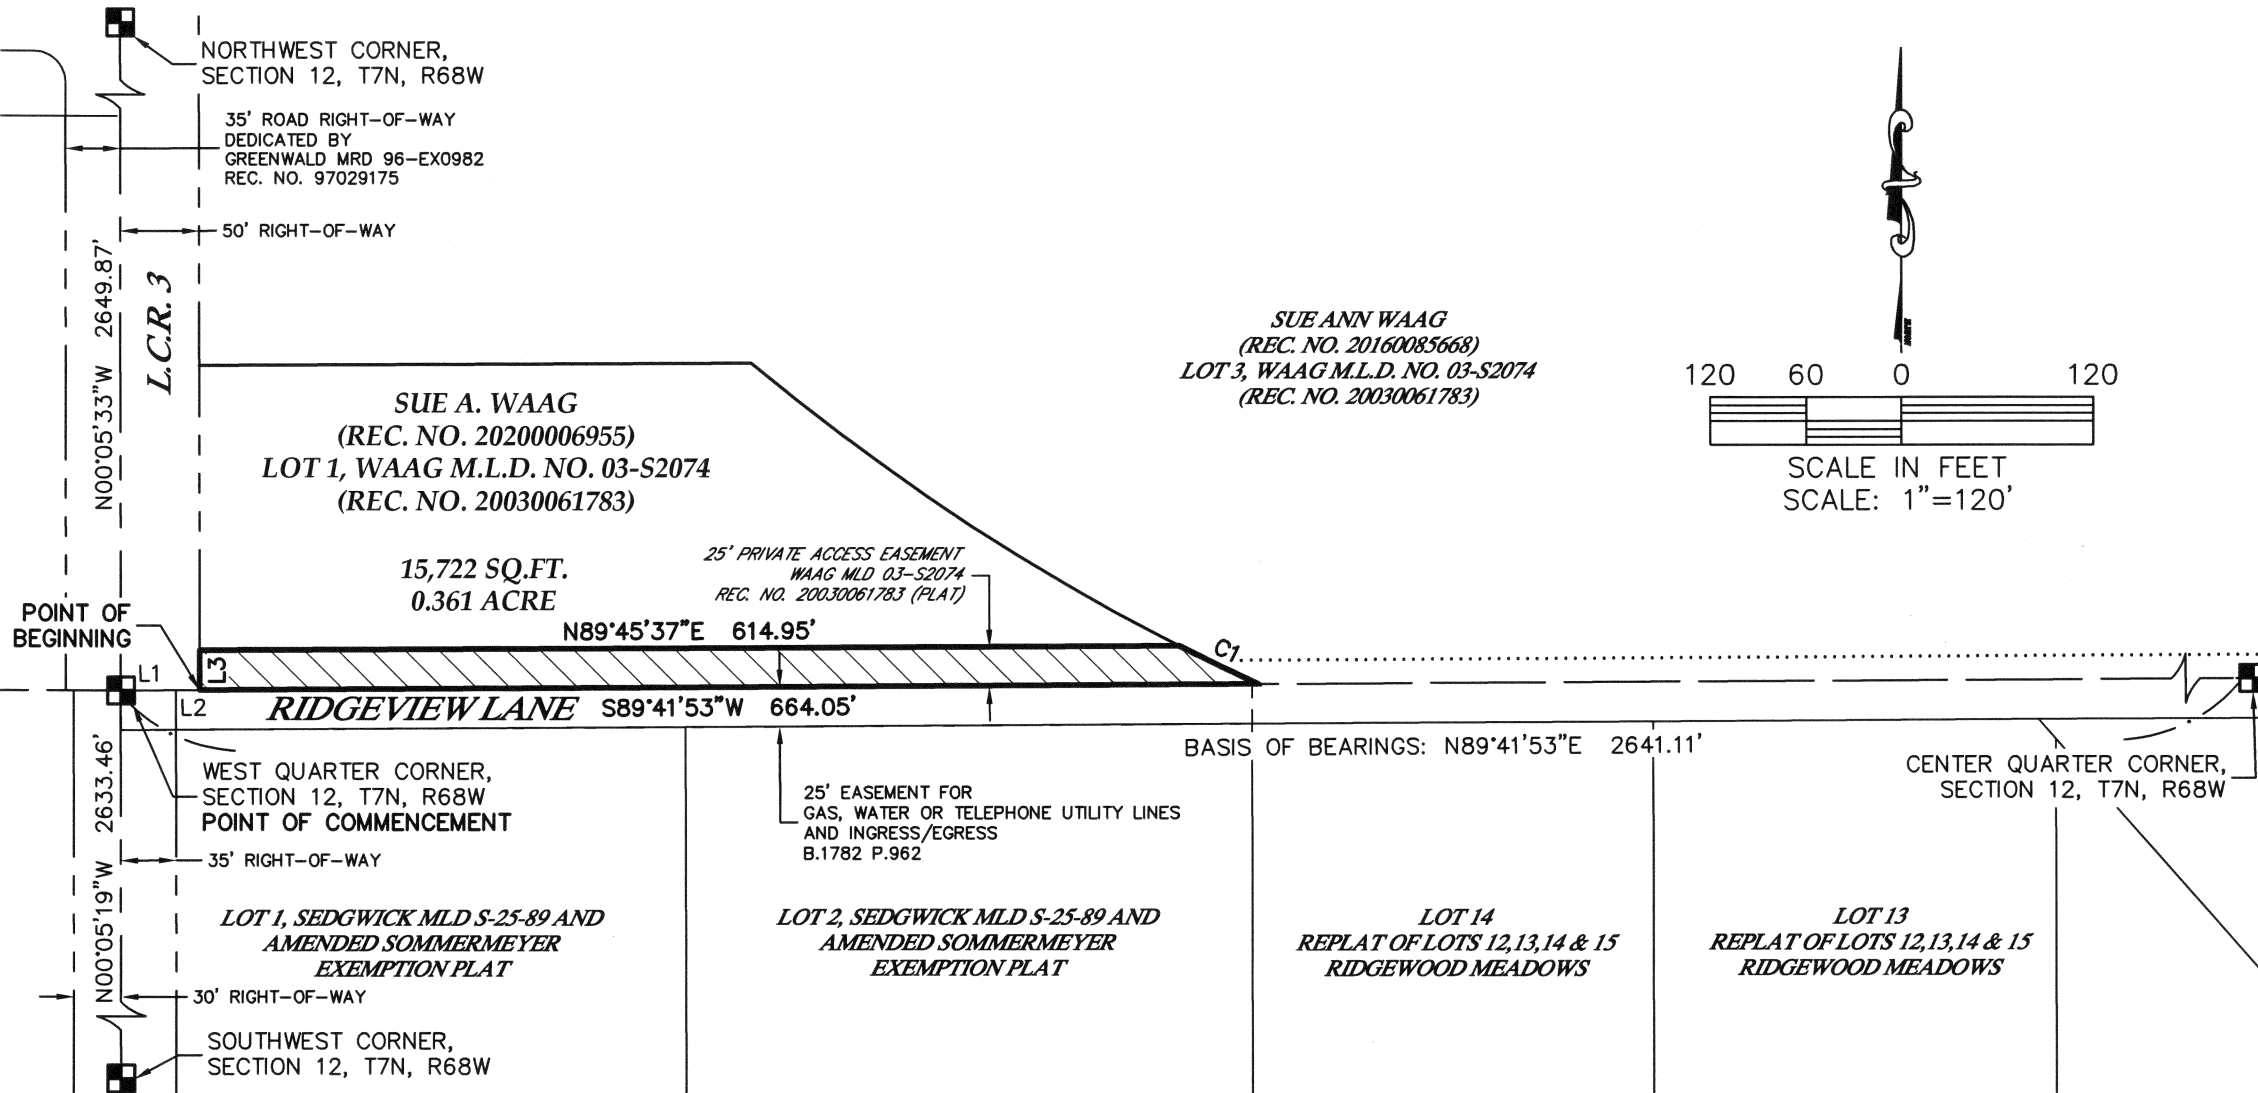 NORTHWEST CORNER,
SECTION 12, T7N, R68W
35' ROAD RIGHT-OF-WAY
DEDICATED BY
GREENWALD MRD 96-EX0982
REC. NO. 97029175
50' RIGHT-OF-WAY
N00°05'33"W 2649.87'
L.C.R. 3
SUE A. WAAG
(REC. NO. 20200006955)
LOT 1, WAAG M.L.D. NO. 03-S2074
(REC. NO. 20030061783)
15,722 SQ.FT.
0.361 ACRE
25' PRIVATE ACCESS EASEMENT
WAAG MLD 03-S2074
REC. NO. 20030061783 (PLAT)
SUE ANN WAAG
(REC. NO. 20160085668)
LOT 3, WAAG M.L.D. NO. 03-S2074
(REC. NO. 20030061783)
NORTH
120 60 0 120
SCALE IN FEET
SCALE: 1"=120'
POINT OF
BEGINNING
N89°45'37"E 614.95'
C1
L3
L1
L2
RIDGEVIEW LANE S89°41'53"W 664.05'
BASIS OF BEARINGS: N89°41'53"E 2641.11'
WEST QUARTER CORNER,
SECTION 12, T7N, R68W
POINT OF COMMENCEMENT
35' RIGHT-OF-WAY
N00°05'19"W 2633.46'
25' EASEMENT FOR
GAS, WATER OR TELEPHONE UTILITY LINES
AND INGRESS/EGRESS
B.1782 P.962
CENTER QUARTER CORNER,
SECTION 12, T7N, R68W
LOT 1, SEDGWICK MLD S-25-89 AND
AMENDED SOMMERMEYER
EXEMPTION PLAT
LOT 2, SEDGWICK MLD S-25-89 AND
AMENDED SOMMERMEYER
EXEMPTION PLAT
LOT 14
REPLAT OF LOTS 12,13,14 & 15
RIDGEWOOD MEADOWS
LOT 13
REPLAT OF LOTS 12,13,14 & 15
RIDGEWOOD MEADOWS
30' RIGHT-OF-WAY
SOUTHWEST CORNER,
SECTION 12, T7N, R68W